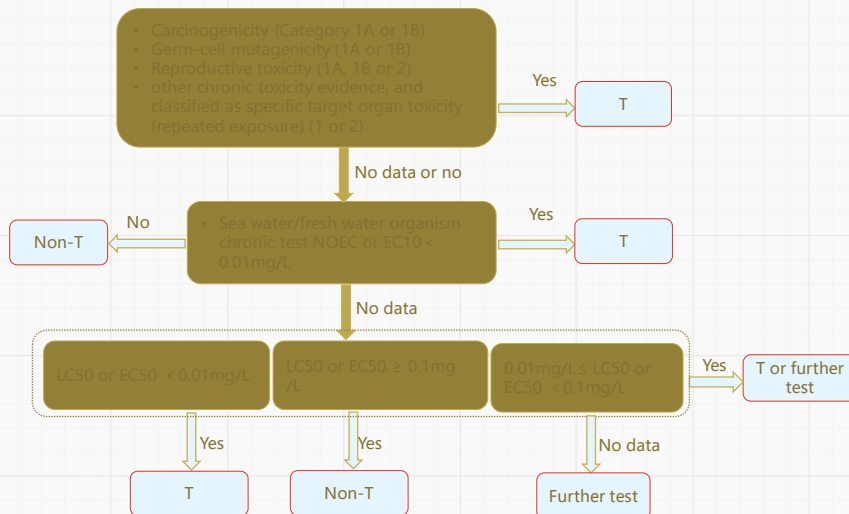 • Carcinogenicity (Category 1A or 1B)
• Germ-cell mutagenicity (1A or 1B)
• Reproductive toxicity (1A, 1B or 2)
• other chronic toxicity evidence, and
classified as specific target organ toxicity
(repeated exposure) (1 or 2)
Yes
T
No data or no
• Sea water/fresh water organism
chronic test NOEC or EC10 <
0.01mg/L
No
Non-T
Yes
T
No data
LC50 or EC50 <0.01mg/L
LC50 or EC50 ≥ 0.1mg
/L
0.01mg/L≤ LC50 or
EC50 <0.1mg/L
Yes
T or further
test
Yes
Yes
No data
T
Non-T
Further test